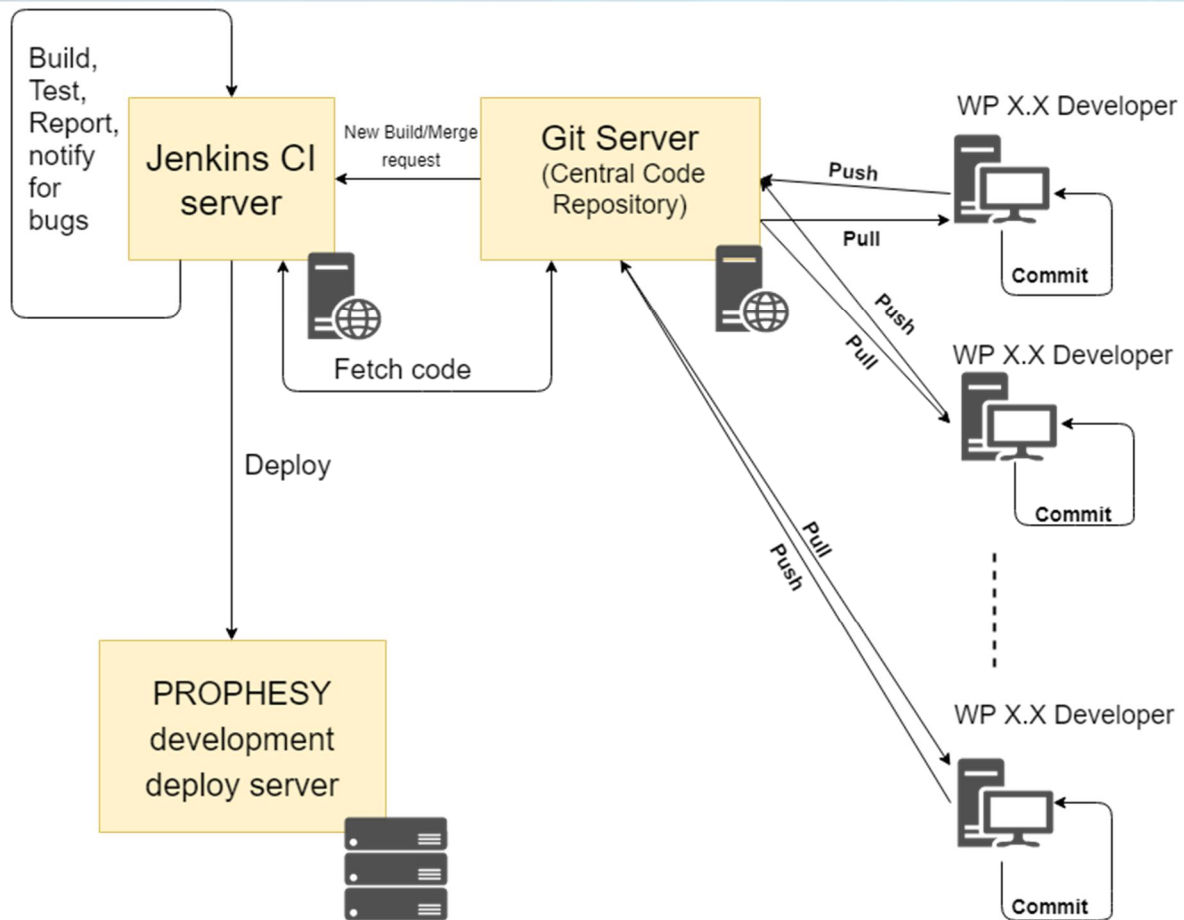 Build,
Test,
Report,
notify
for
bugs
Jenkins CI
server
New Build/Merge
request
Git Server
(Central Code
Repository)
Fetch code
Deploy
PROPHESY
development
deploy server
WP X.X Developer
Push
Pull
Commit
WP X.X Developer
Push
Pull
Commit
WP X.X Developer
Pull
Push
Commit